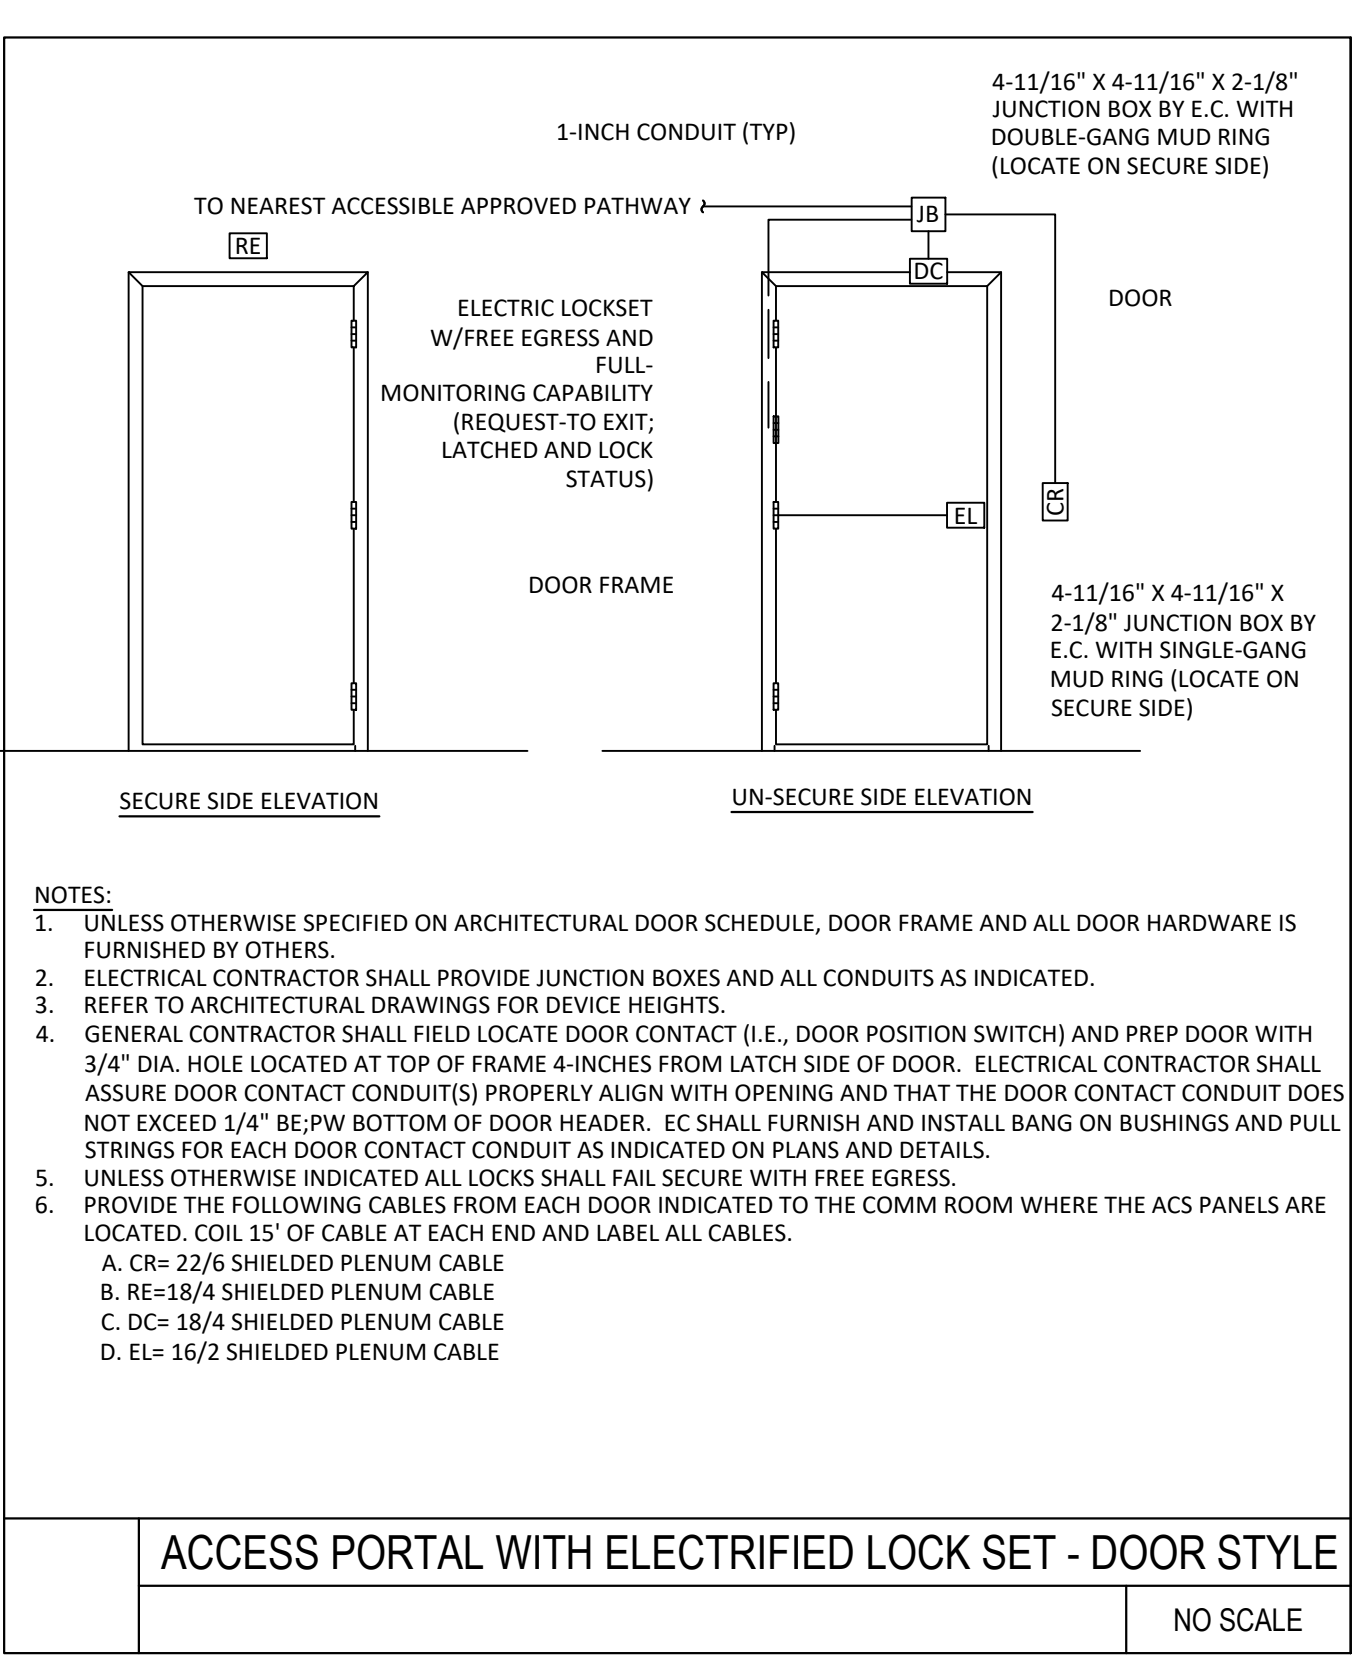 4-11/16" X 4-11/16" X 2-1/8"
JUNCTION BOX BY E.C. WITH
DOUBLE-GANG MUD RING
(LOCATE ON SECURE SIDE)
1-INCH CONDUIT (TYP)
TO NEAREST ACCESSIBLE APPROVED PATHWAY
JB
RE
DC
DOOR
ELECTRIC LOCKSET
W/FREE EGRESS AND
FULL-
MONITORING CAPABILITY
(REQUEST-TO EXIT;
LATCHED AND LOCK
STATUS)
CR
EL
DOOR FRAME
4-11/16" X 4-11/16" X
2-1/8" JUNCTION BOX BY
E.C. WITH SINGLE-GANG
MUD RING (LOCATE ON
SECURE SIDE)
SECURE SIDE ELEVATION
UN-SECURE SIDE ELEVATION
NOTES:
1. UNLESS OTHERWISE SPECIFIED ON ARCHITECTURAL DOOR SCHEDULE, DOOR FRAME AND ALL DOOR HARDWARE IS
FURNISHED BY OTHERS.
2. ELECTRICAL CONTRACTOR SHALL PROVIDE JUNCTION BOXES AND ALL CONDUITS AS INDICATED.
3. REFER TO ARCHITECTURAL DRAWINGS FOR DEVICE HEIGHTS.
4. GENERAL CONTRACTOR SHALL FIELD LOCATE DOOR CONTACT (I.E., DOOR POSITION SWITCH) AND PREP DOOR WITH
3/4" DIA. HOLE LOCATED AT TOP OF FRAME 4-INCHES FROM LATCH SIDE OF DOOR. ELECTRICAL CONTRACTOR SHALL
ASSURE DOOR CONTACT CONDUIT(S) PROPERLY ALIGN WITH OPENING AND THAT THE DOOR CONTACT CONDUIT DOES
NOT EXCEED 1/4" BE;PW BOTTOM OF DOOR HEADER. EC SHALL FURNISH AND INSTALL BANG ON BUSHINGS AND PULL
STRINGS FOR EACH DOOR CONTACT CONDUIT AS INDICATED ON PLANS AND DETAILS.
5. UNLESS OTHERWISE INDICATED ALL LOCKS SHALL FAIL SECURE WITH FREE EGRESS.
6. PROVIDE THE FOLLOWING CABLES FROM EACH DOOR INDICATED TO THE COMM ROOM WHERE THE ACS PANELS ARE
LOCATED. COIL 15' OF CABLE AT EACH END AND LABEL ALL CABLES.
A. CR= 22/6 SHIELDED PLENUM CABLE
B. RE=18/4 SHIELDED PLENUM CABLE
C. DC= 18/4 SHIELDED PLENUM CABLE
D. EL= 16/2 SHIELDED PLENUM CABLE
ACCESS PORTAL WITH ELECTRIFIED LOCK SET - DOOR STYLE
NO SCALE